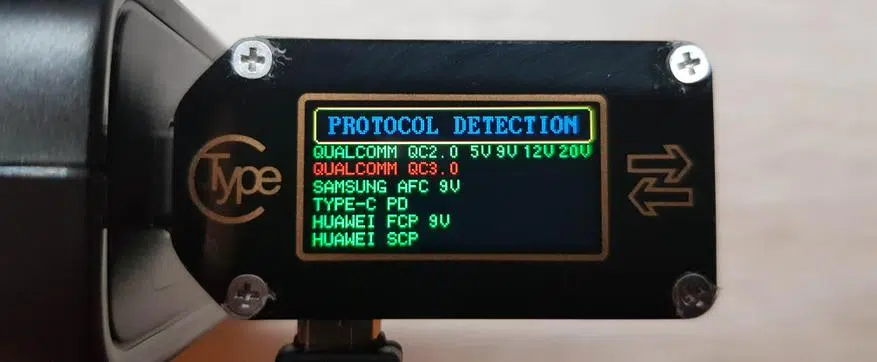 PROTOCOL DETECTION
QUALCOMM QC2.0 5V 9V 12V 20V
QUALCOMM QC3.0
SAMSUNG AFC 9V
TYPE-C PD
HUAWEI FCP 9V
HUAWEI SCP
Type C